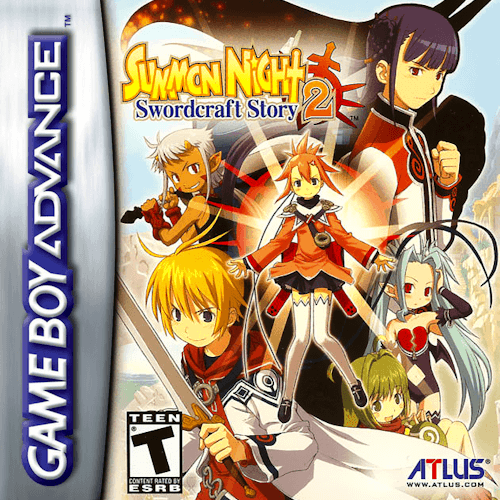 GAME BOY ADVANCE
SUMMON NIGHT
Swordcraft Story 2
TM
TEEN
T
CONTENT RATED BY
ESRB
ATLUS®
WWW.ATLUS.COM